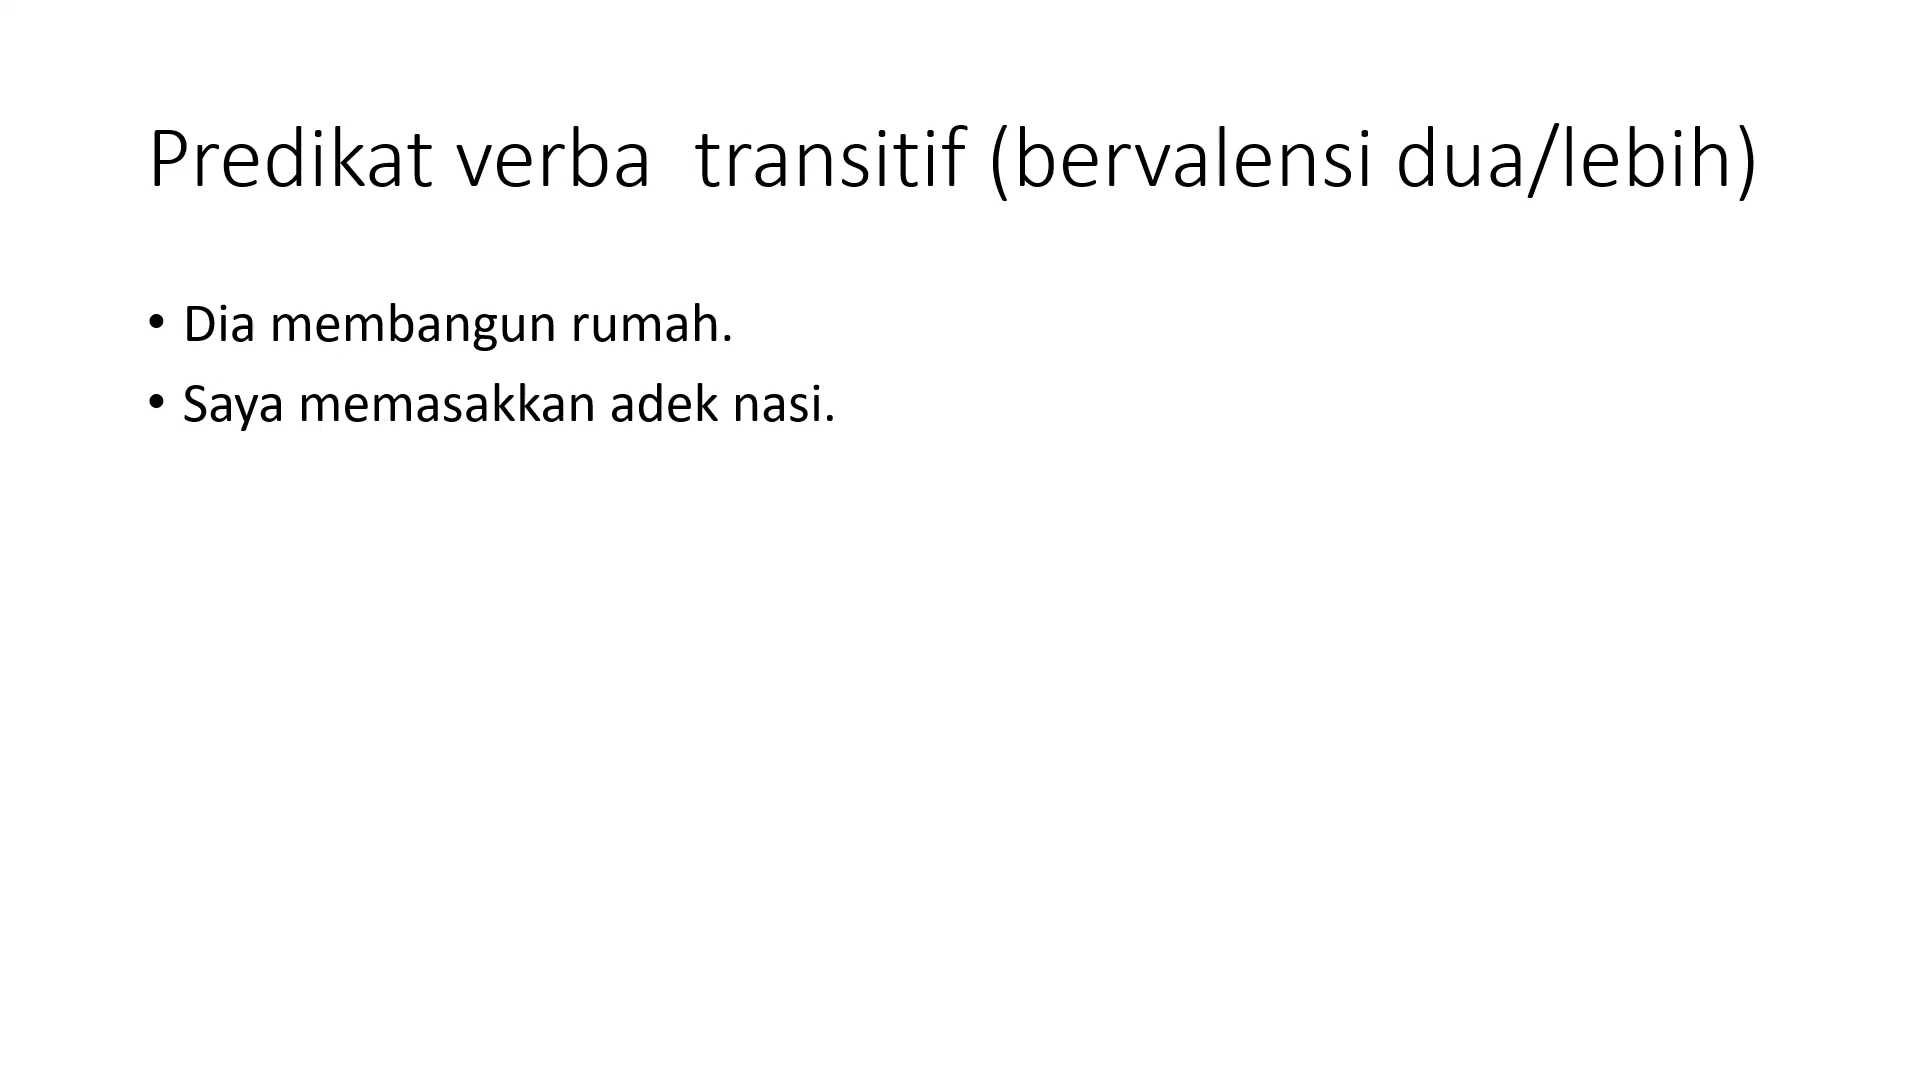 Predikat verba  transitif (bervalensi dua/lebih)
• Dia membangun rumah.
• Saya memasakkan adek nasi.